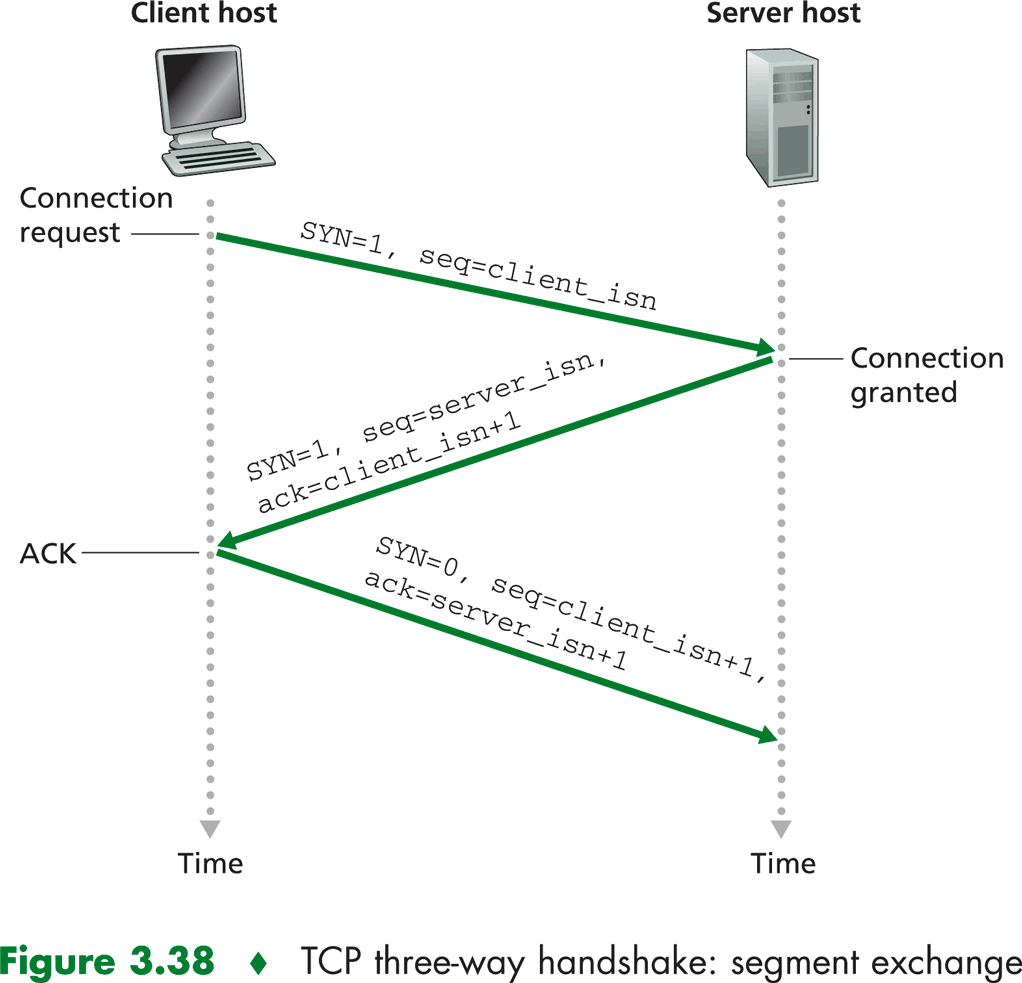 Client host
Server host
Connection
request
SYN=1, seq=client_isn
Connection
granted
SYN=1, seq=server_isn,
ack=client_isn+1
ACK
SYN=0, seq=client_isn+1,
ack=server_isn+1
Time
Time
Figure 3.38 ♦ TCP three-way handshake: segment exchange